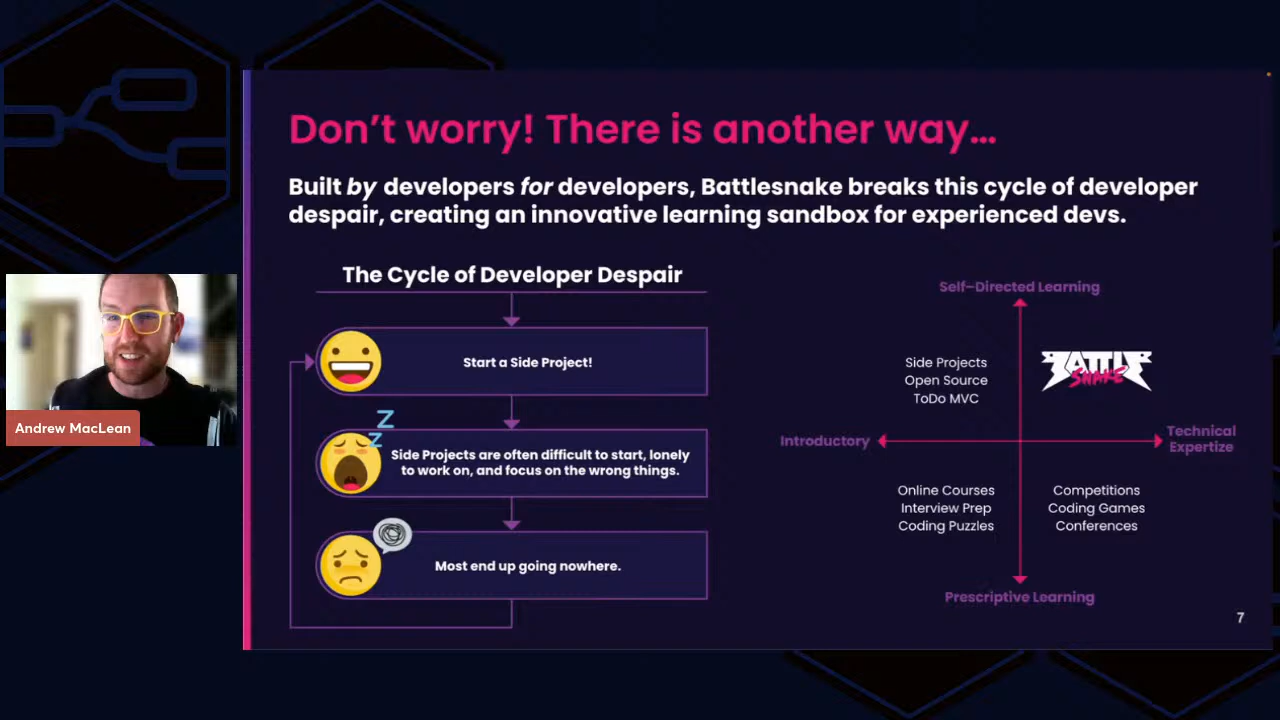 Don't worry! There is another way...
Built by developers for developers, Battlesnake breaks this cycle of developer
despair, creating an innovative learning sandbox for experienced devs.
The Cycle of Developer Despair
Start a Side Project!
Z
Z
Side Projects are often difficult to start, lonely
to work on, and focus on the wrong things.
Most end up going nowhere.
Self-Directed Learning
Side Projects
Open Source
ToDo MVC
BATTLE
SNAKE
Introductory
Technical
Expertize
Online Courses
Interview Prep
Coding Puzzles
Competitions
Coding Games
Conferences
Prescriptive Learning
7
Andrew MacLean